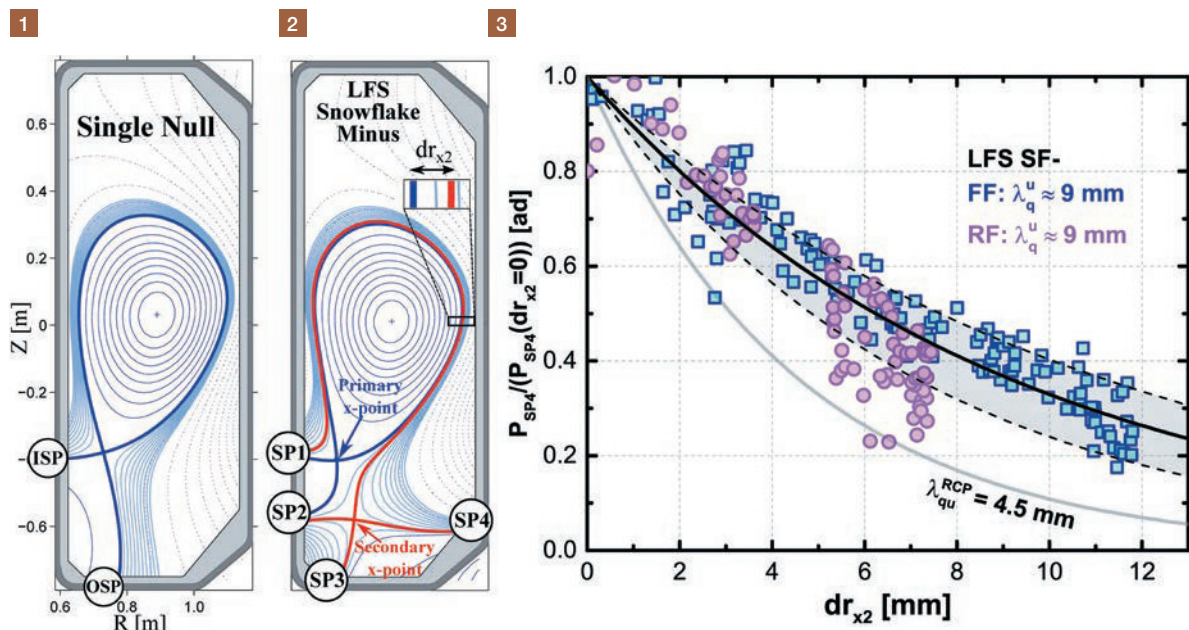 1
2
3
Single Null
0.6
0.4
0.2
0
−0.2
−0.4
−0.6
Z [m]
ISP
OSP
0.6
0.8
1.0
R [m]
LFS
Snowflake
Minus
dr_x2
Primary
x-point
SP1
SP2
SP4
Secondary
x-point
SP3
1.0
0.8
0.6
0.4
0.2
0.0
P_SP4/(P_SP4(dr_x2=0)) [ad]
LFS SF-
FF: λ_q^u ≈ 9 mm
RF: λ_q^u ≈ 9 mm
λ_qu^RCP = 4.5 mm
0 2 4 6 8 10 12
dr_x2 [mm]